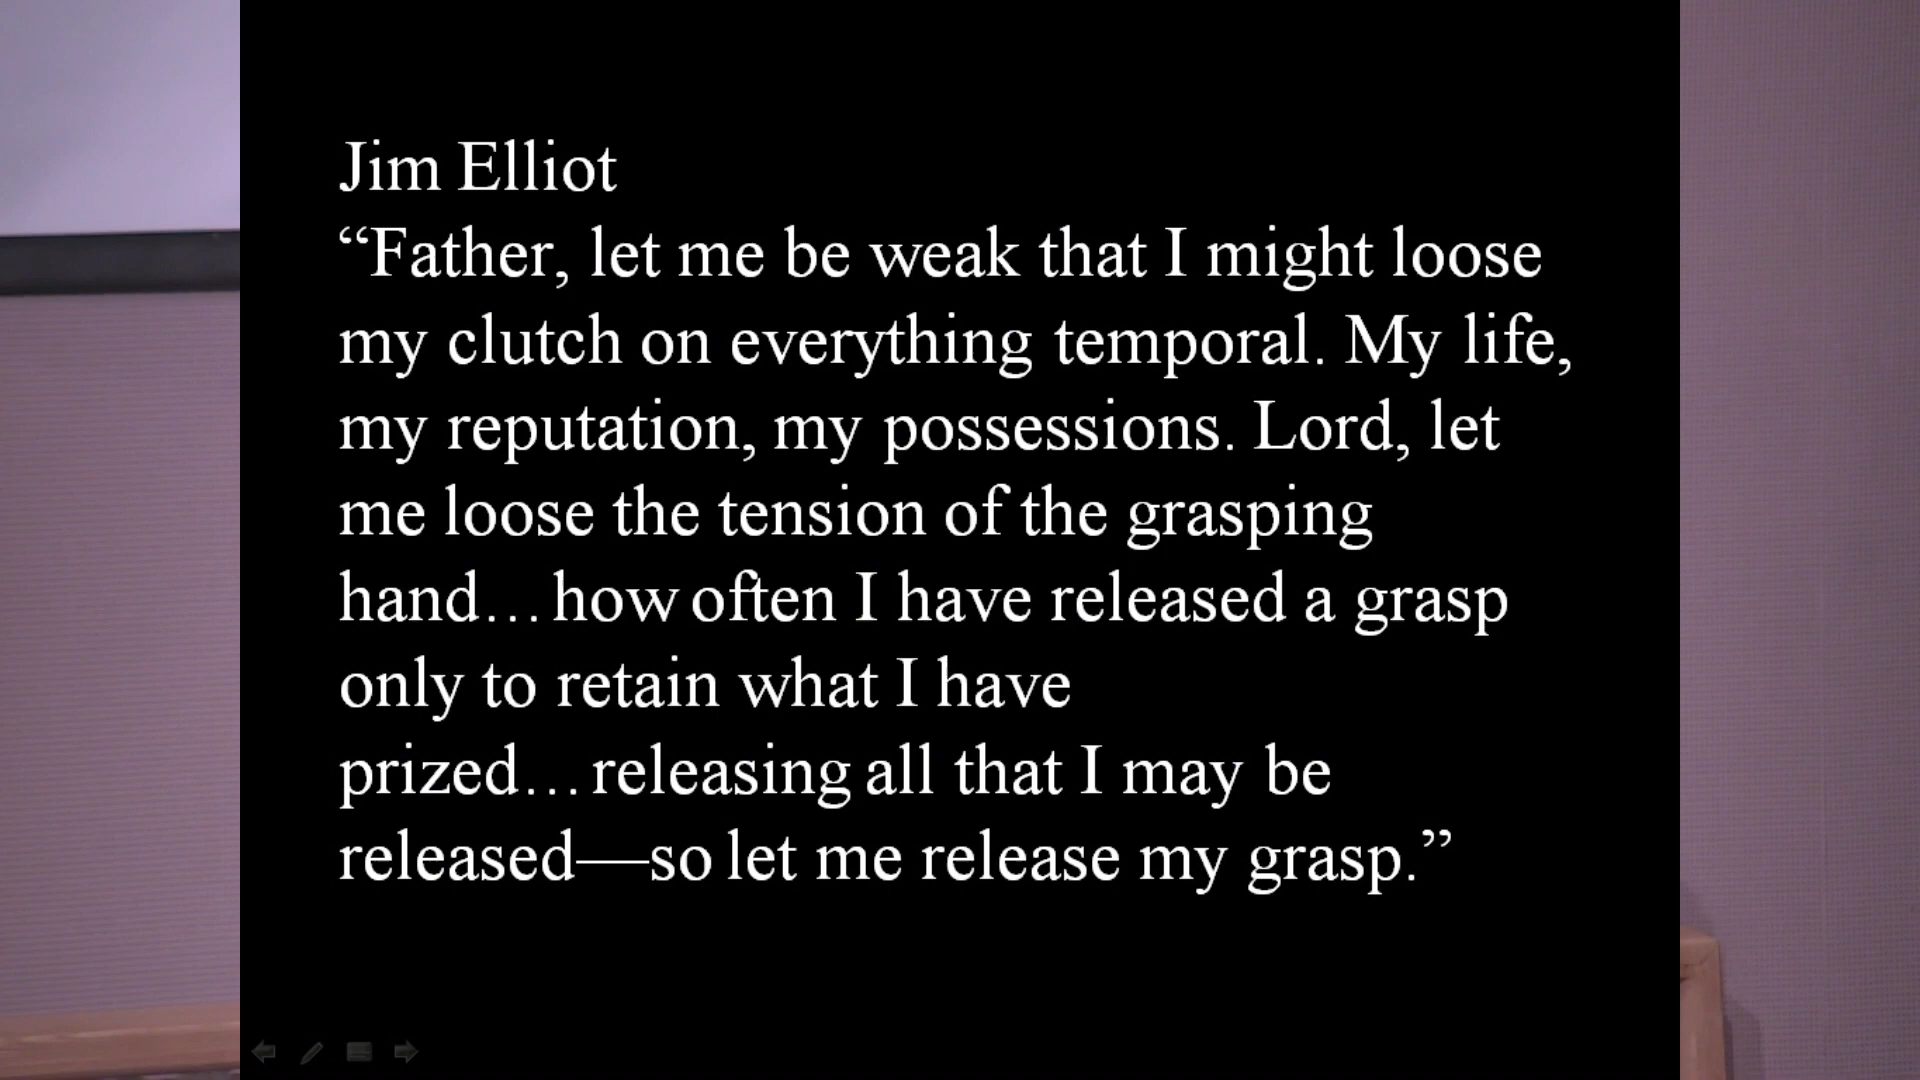 Jim Elliot
“Father, let me be weak that I might loose
my clutch on everything temporal. My life,
my reputation, my possessions. Lord, let
me loose the tension of the grasping
hand…how often I have released a grasp
only to retain what I have
prized…releasing all that I may be
released—so let me release my grasp.”